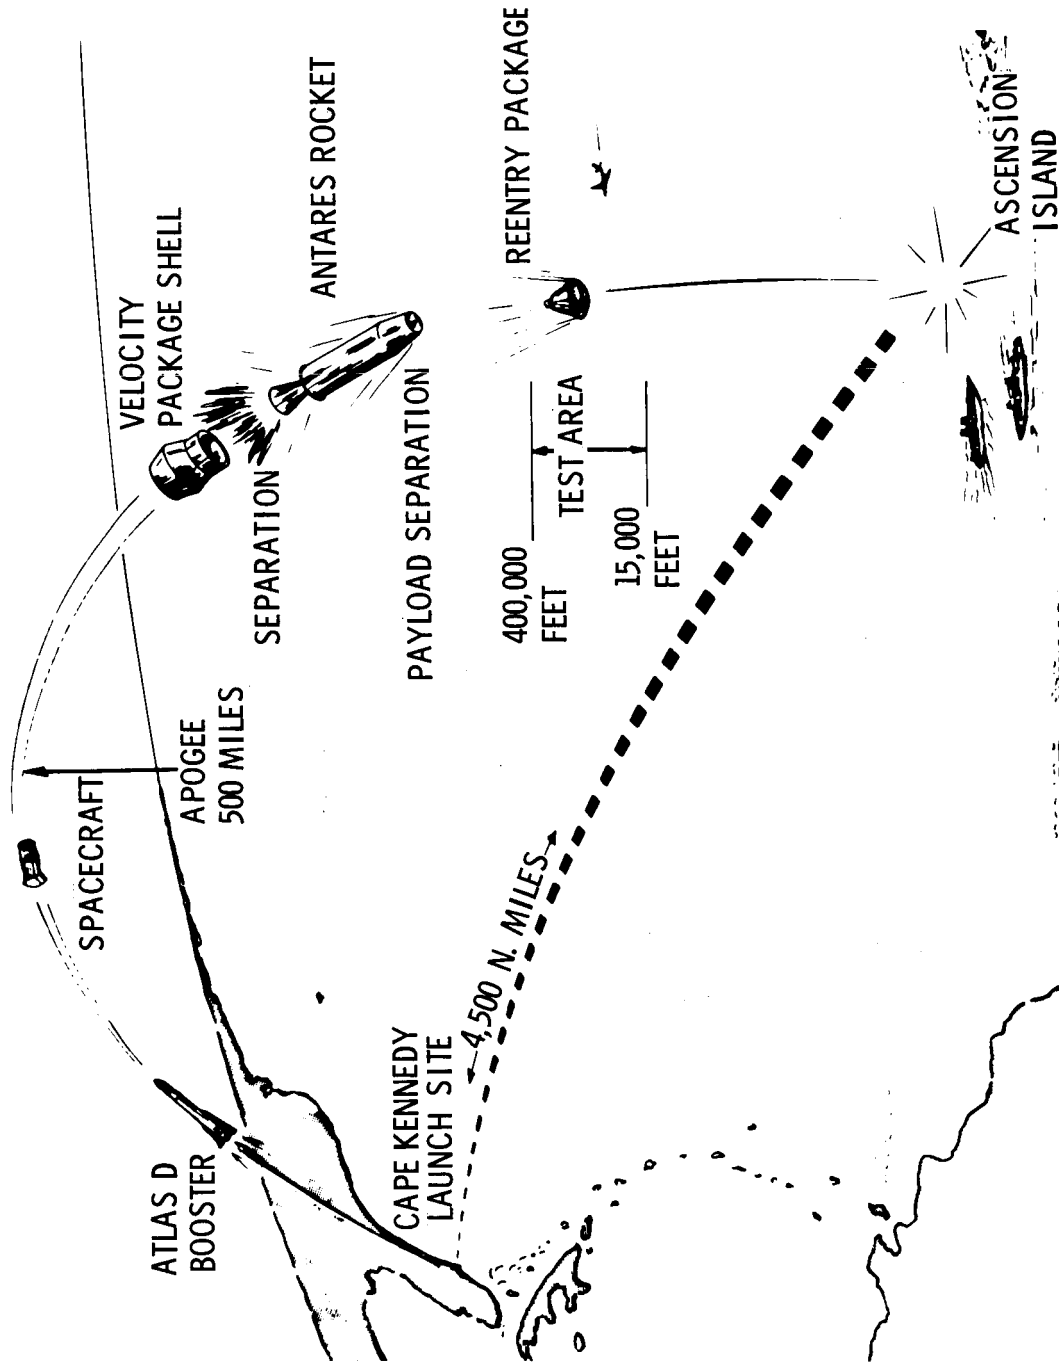 ATLAS D
BOOSTER
SPACECRAFT
APOGEE
500 MILES
VELOCITY
PACKAGE SHELL
SEPARATION
ANTARES ROCKET
PAYLOAD SEPARATION
REENTRY PACKAGE
400,000
FEET
TEST AREA
15,000
FEET
CAPE KENNEDY
LAUNCH SITE
4,500 N. MILES
ASCENSION
ISLAND